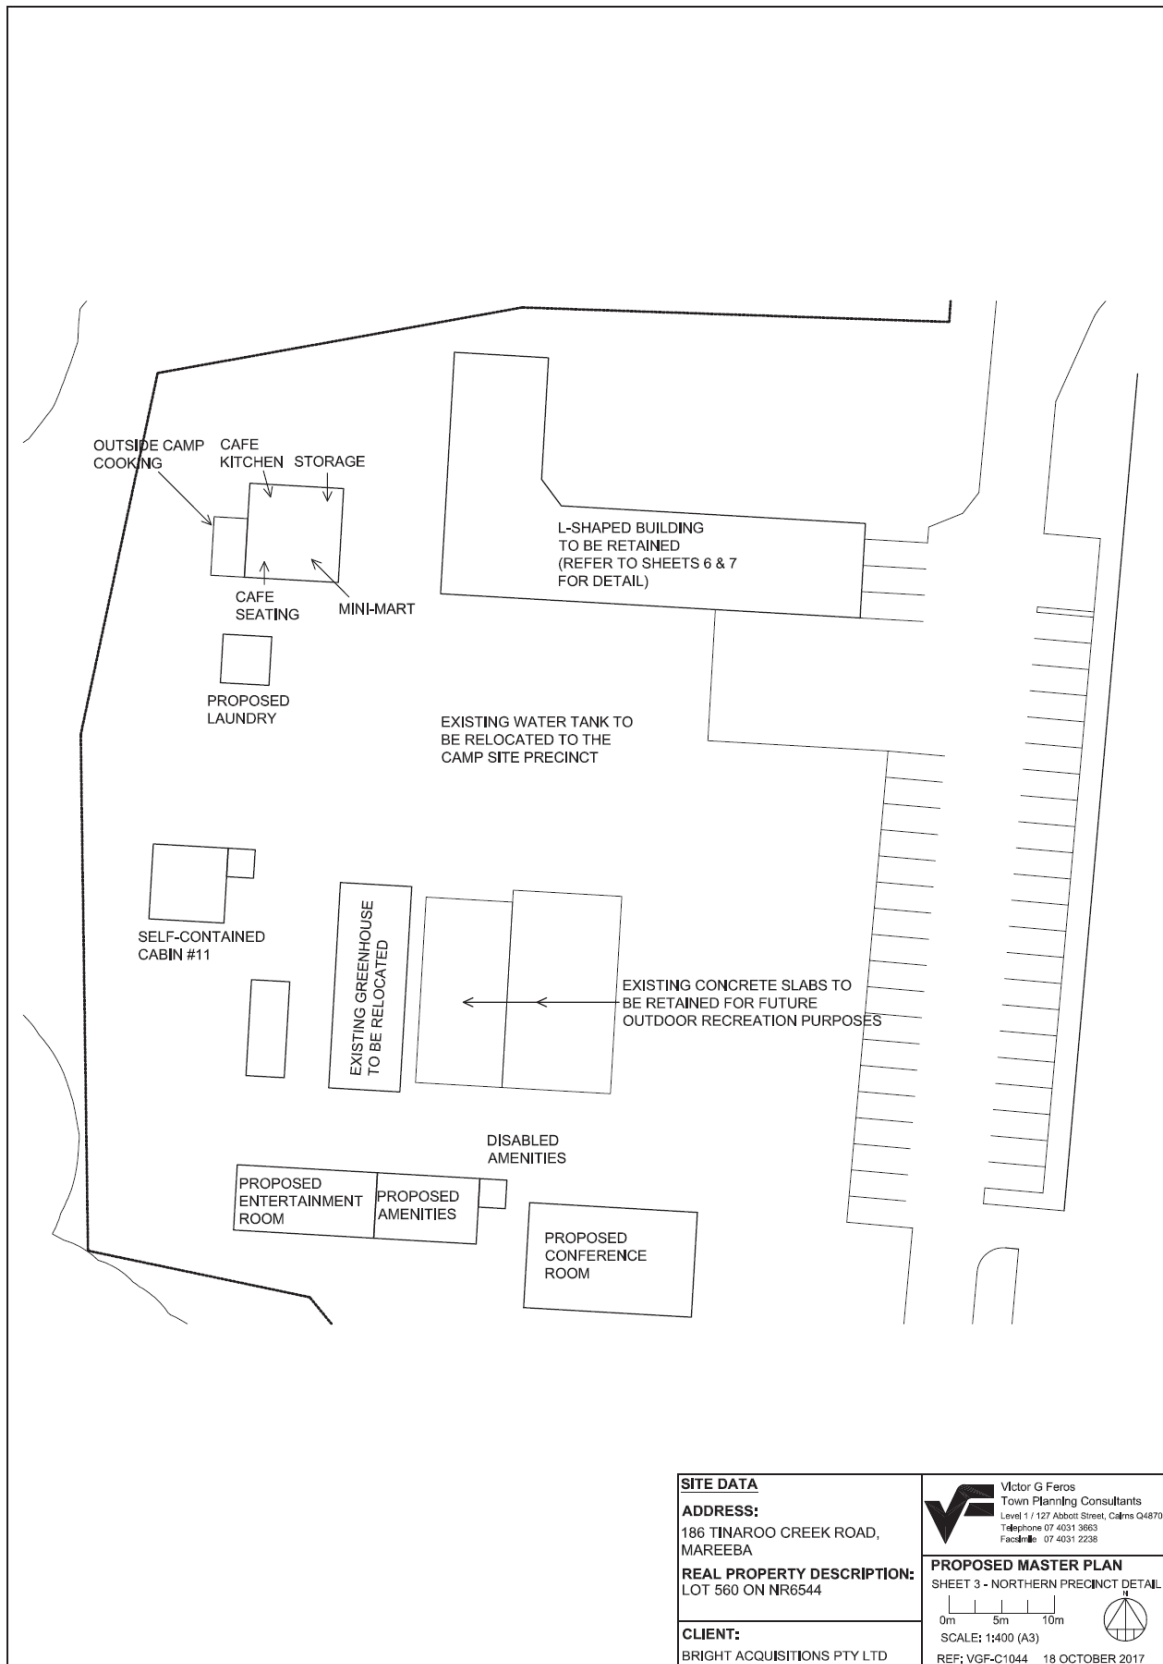 OUTSIDE CAMP
COOKING
CAFE
KITCHEN
STORAGE
CAFE
SEATING
MINI-MART
L-SHAPED BUILDING
TO BE RETAINED
(REFER TO SHEETS 6 & 7
FOR DETAIL)
PROPOSED
LAUNDRY
EXISTING WATER TANK TO
BE RELOCATED TO THE
CAMP SITE PRECINCT
SELF-CONTAINED
CABIN #11
EXISTING GREENHOUSE
TO BE RELOCATED
EXISTING CONCRETE SLABS TO
BE RETAINED FOR FUTURE
OUTDOOR RECREATION PURPOSES
DISABLED
AMENITIES
PROPOSED
ENTERTAINMENT
ROOM
PROPOSED
AMENITIES
PROPOSED
CONFERENCE
ROOM
SITE DATA
ADDRESS:
186 TINAROO CREEK ROAD,
MAREEBA
REAL PROPERTY DESCRIPTION:
LOT 560 ON NR6544
CLIENT:
BRIGHT ACQUISITIONS PTY LTD
Victor G Feros
Town Planning Consultants
Level 1 / 127 Abbott Street, Cairns Q4870
Telephone 07 4031 3663
Facsimile 07 4031 2238
PROPOSED MASTER PLAN
SHEET 3 - NORTHERN PRECINCT DETAIL
N
0m 5m 10m
SCALE: 1:400 (A3)
REF: VGF-C1044 18 OCTOBER 2017